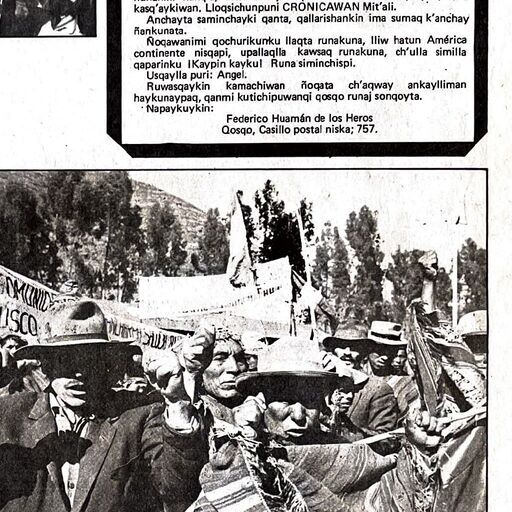 kasq'aykiwan. Lloqsichunpuni CRONICAWAN Mit'ali.
Anchayta saminchayki qanta, qallarishankin ima sumaq k'anchay
ñankunata.
Ñoqawanimi qochurikunku llaqta runakuna, lliw hatun América
continente nisqapi, upallaqlla kawsaq runakuna, ch'ulla similla
qaparinku IKaypin kayku! Runa siminchispi.
Usqaylla puri: Angel.
Ruwasqaykin kamachiwan ñoqata ch'aqway ankaylliman
haykunaypaq, qanmi kutichipuwanqi qosqo runaj sonqoyta.
Napaykuykin:
Federico Huamán de los Heros
Qosqo, Casillo postal niska; 757.